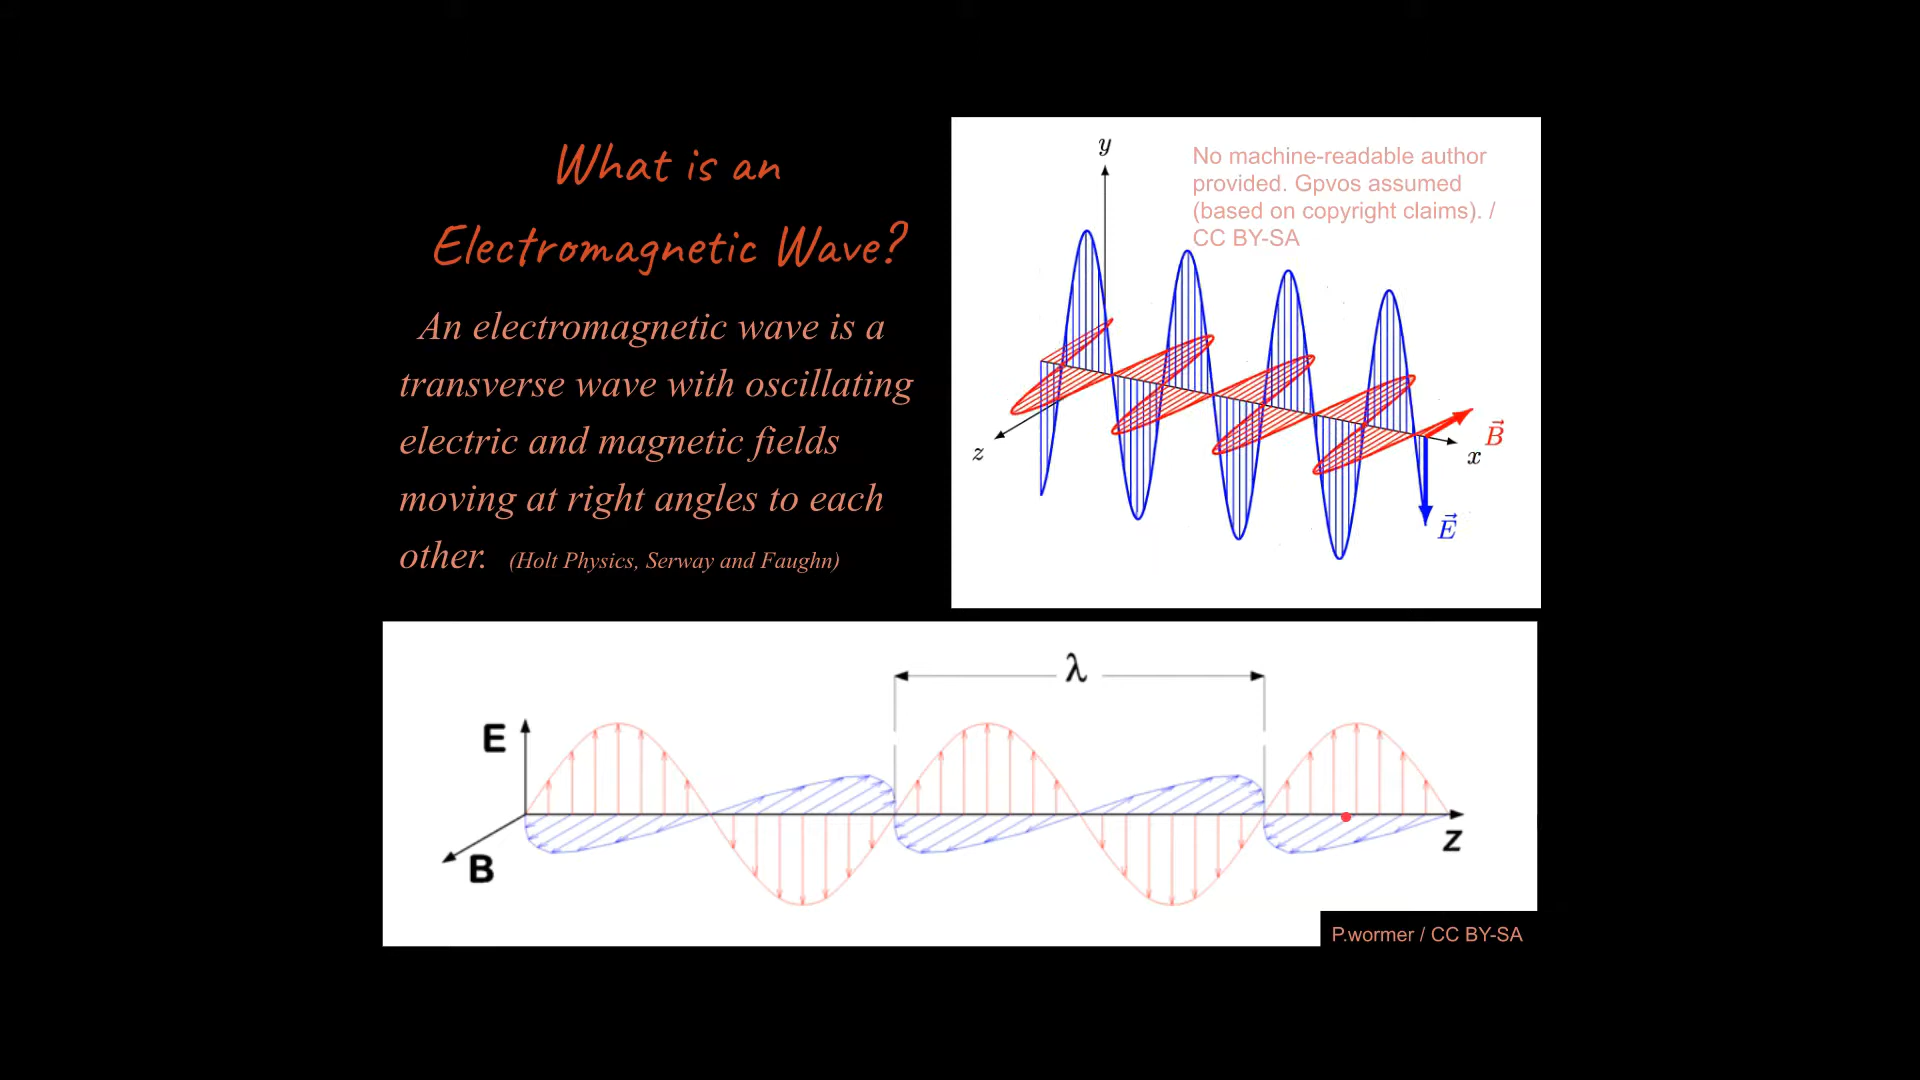 What is an
Electromagnetic Wave?
An electromagnetic wave is a
transverse wave with oscillating
electric and magnetic fields
moving at right angles to each
other. (Holt Physics, Serway and Faughn)
y
No machine-readable author
provided. Gpvos assumed
(based on copyright claims). /
CC BY-SA
z
x
B⃗
E⃗
λ
E
B
z
P.wormer / CC BY-SA